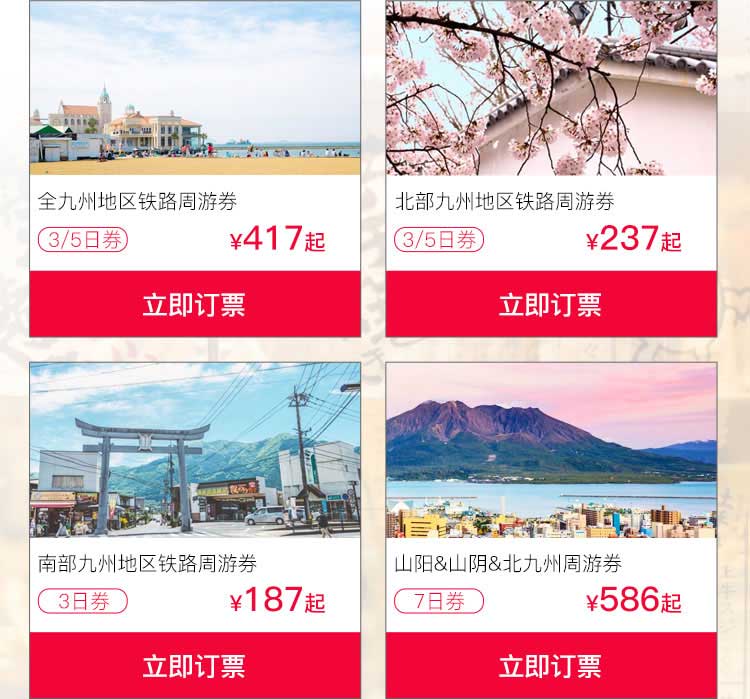 全九州地区铁路周游券
3/5日券
¥417起
立即订票
北部九州地区铁路周游券
3/5日券
¥237起
立即订票
南部九州地区铁路周游券
3日券
¥187起
立即订票
山阳&山阴&北九州周游券
7日券
¥586起
立即订票